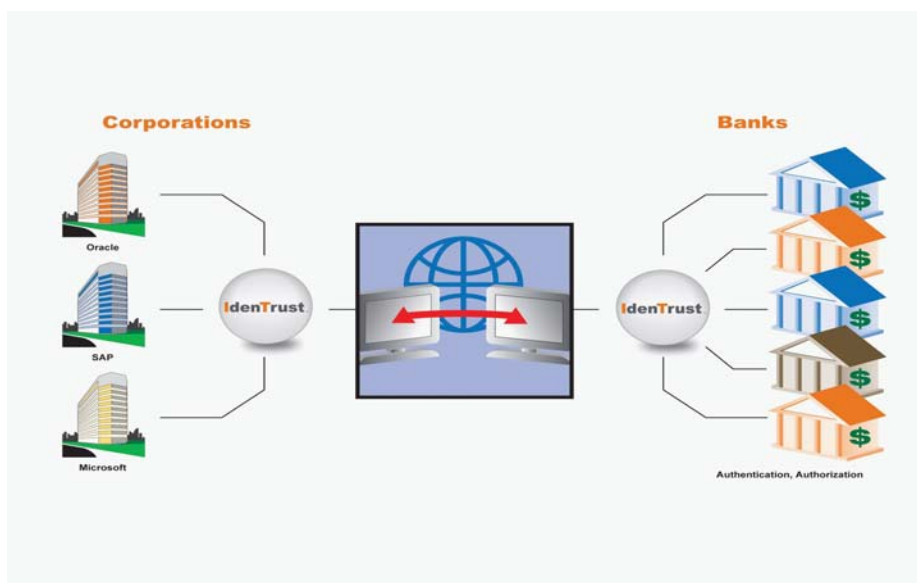 Corporations
Banks
Oracle
SAP
Microsoft
IdenTrust
IdenTrust
$
$
$
$
$
Authentication, Authorization